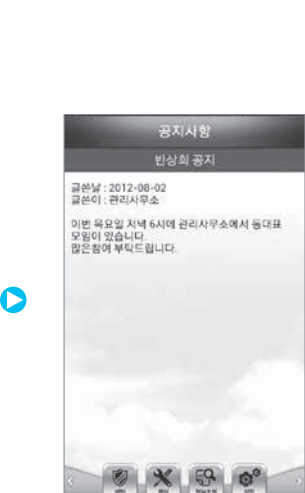 공지사항
반상회 공지
글쓴날 : 2012-08-02
글쓴이 : 관리사무소
이번 목요일 저녁 6시에 관리사무소에서 동대표
모임이 있습니다.
많은참여 부탁드립니다.